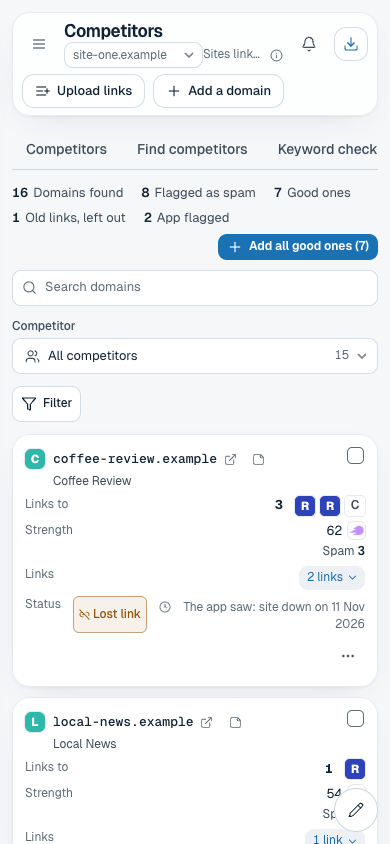 Competitors
site-one.example
Sites link…
Upload links
Add a domain
Competitors Find competitors Keyword check
16 Domains found 8 Flagged as spam 7 Good ones
1 Old links, left out 2 App flagged
Add all good ones (7)
Search domains
Competitor
All competitors 15
Filter
C coffee-review.example
Coffee Review
Links to 3 R R C
Strength 62
Spam 3
Links 2 links
Status Lost link The app saw: site down on 11 Nov
2026
L local-news.example
Local News
Links to 1 R
Strength
Links 1 link